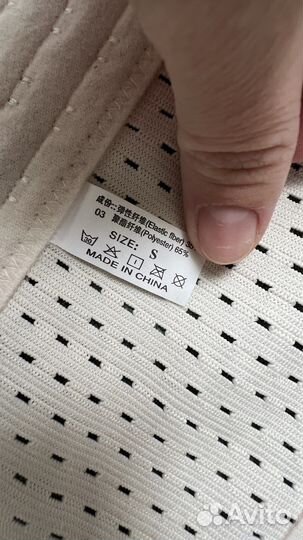 成份::弹性纤维(Elastic fiber) 3
03 聚酯纤维(Polyester) 65%
SIZE: S
MADE IN CHINA
Avito